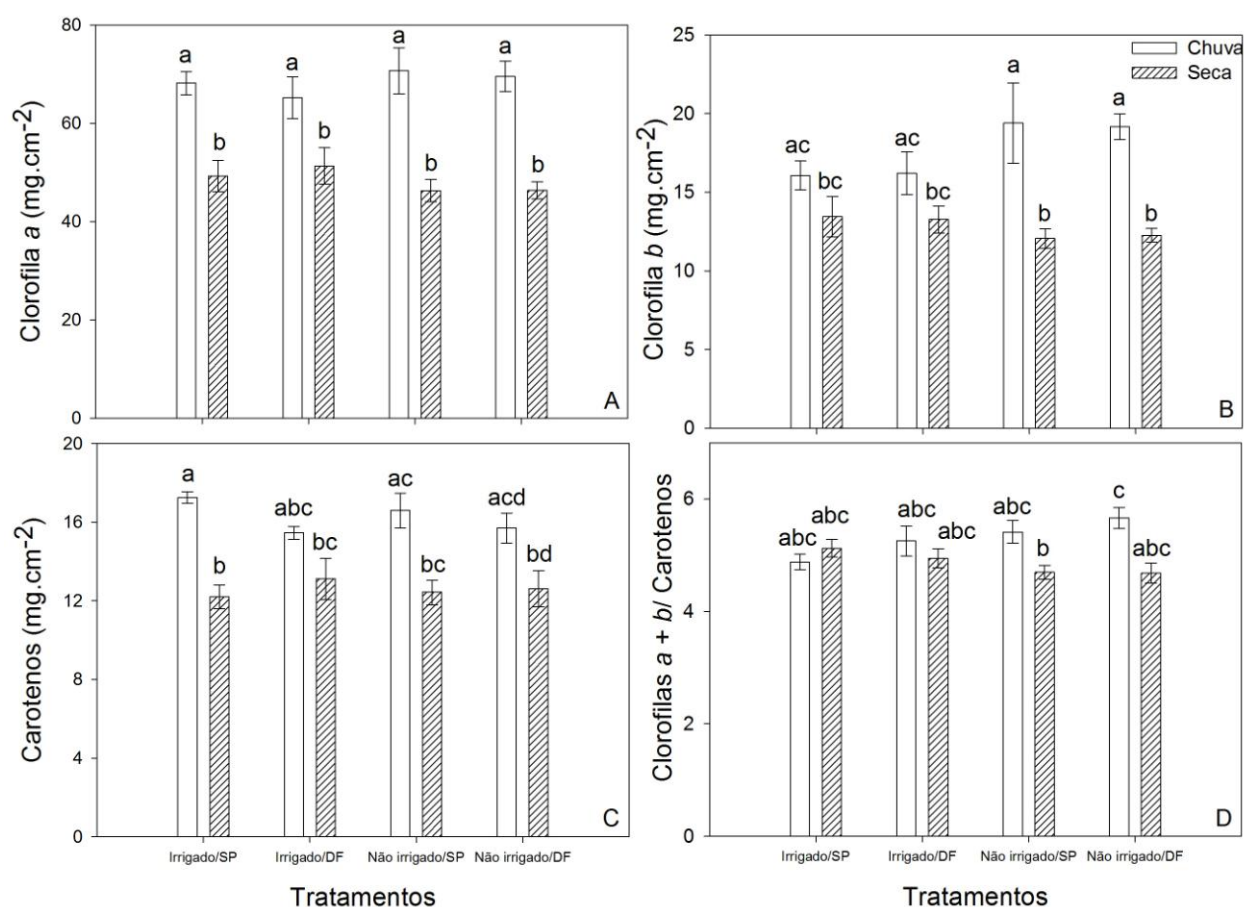 80
60
40
20
0
Clorofila a (mg.cm-2)
a
a
a
a
b
b
b
b
A
25
20
15
10
5
0
Clorofila b (mg.cm-2)
Chuva
Seca
ac
ac
a
a
bc
bc
b
b
B
20
16
12
8
4
0
Carotenos (mg.cm-2)
a
abc
ac
acd
b
bc
bc
bd
C
Irrigado/SP
Irrigado/DF
Não irrigado/SP
Não irrigado/DF
Tratamentos
6
4
2
0
Clorofilas a + b/ Carotenos
abc
abc
abc
abc
abc
b
c
abc
D
Irrigado/SP
Irrigado/DF
Não irrigado/SP
Não irrigado/DF
Tratamentos